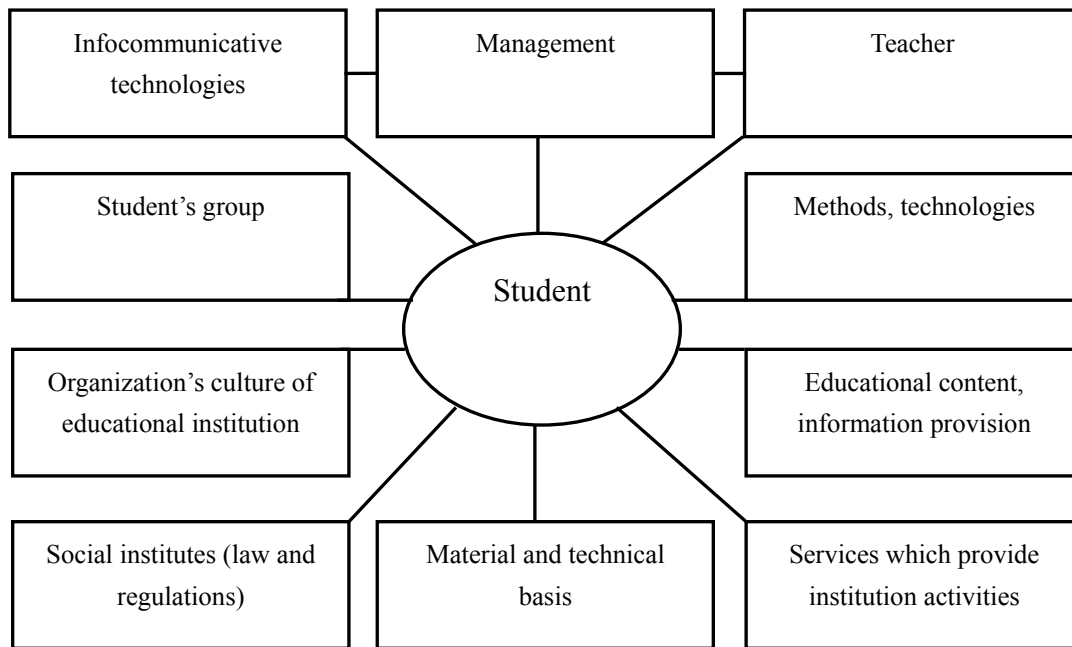 Infocommunicative
technologies
Management
Teacher
Student’s group
Methods, technologies
Student
Organization’s culture of
educational institution
Educational content,
information provision
Social institutes (law and
regulations)
Material and technical
basis
Services which provide
institution activities